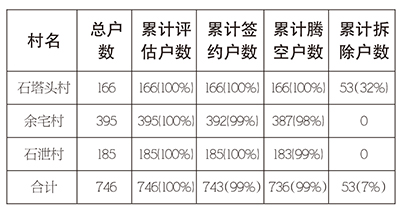 村名 总户数 累计评估户数 累计签约户数 累计腾空户数 累计拆除户数
石塔头村 166 166(100%) 166(100%) 166(100%) 53(32%)
余宅村 395 395(100%) 392(99%) 387(98%) 0
石泄村 185 185(100%) 185(100%) 183(99%) 0
合计 746 746(100%) 743(99%) 736(99%) 53(7%)